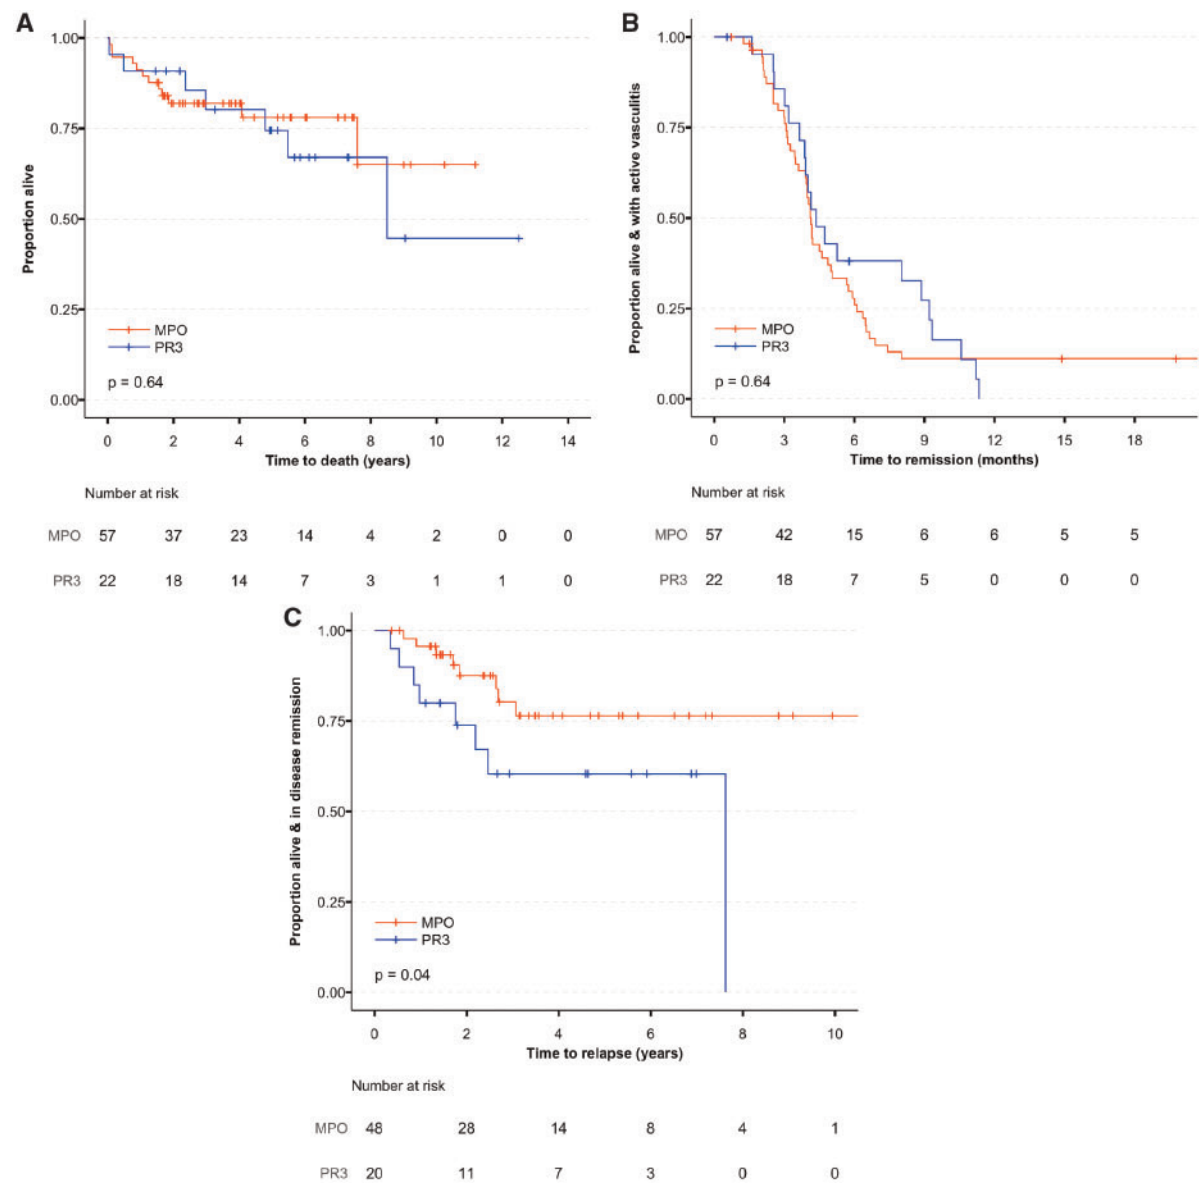 A
Proportion alive
1.00
0.75
0.50
0.25
0.00
MPO
PR3
p = 0.64
0 2 4 6 8 10 12 14
Time to death (years)
Number at risk
MPO 57 37 23 14 4 2 0 0
PR3 22 18 14 7 3 1 1 0
B
Proportion alive & with active vasculitis
1.00
0.75
0.50
0.25
0.00
MPO
PR3
p = 0.64
0 3 6 9 12 15 18
Time to remission (months)
Number at risk
MPO 57 42 15 6 6 5 5
PR3 22 18 7 5 0 0 0
C
Proportion alive & in disease remission
1.00
0.75
0.50
0.25
0.00
MPO
PR3
p = 0.04
0 2 4 6 8 10
Time to relapse (years)
Number at risk
MPO 48 28 14 8 4 1
PR3 20 11 7 3 0 0